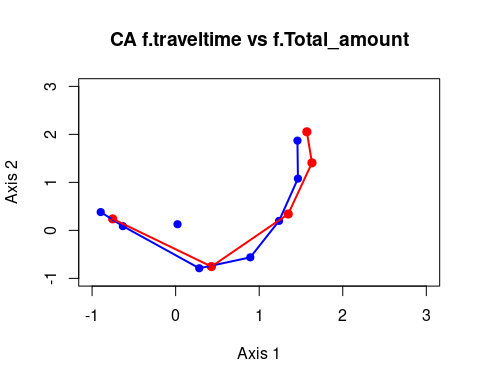 CA f.traveltime vs f.Total_amount
3
2
1
0
-1
Axis 2
-1 0 1 2 3
Axis 1